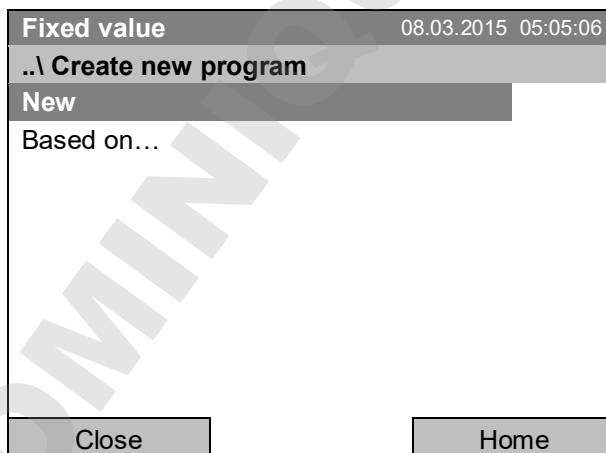 Fixed value 08.03.2015 05:05:06
..\ Create new program
New
Based on…
Close Home